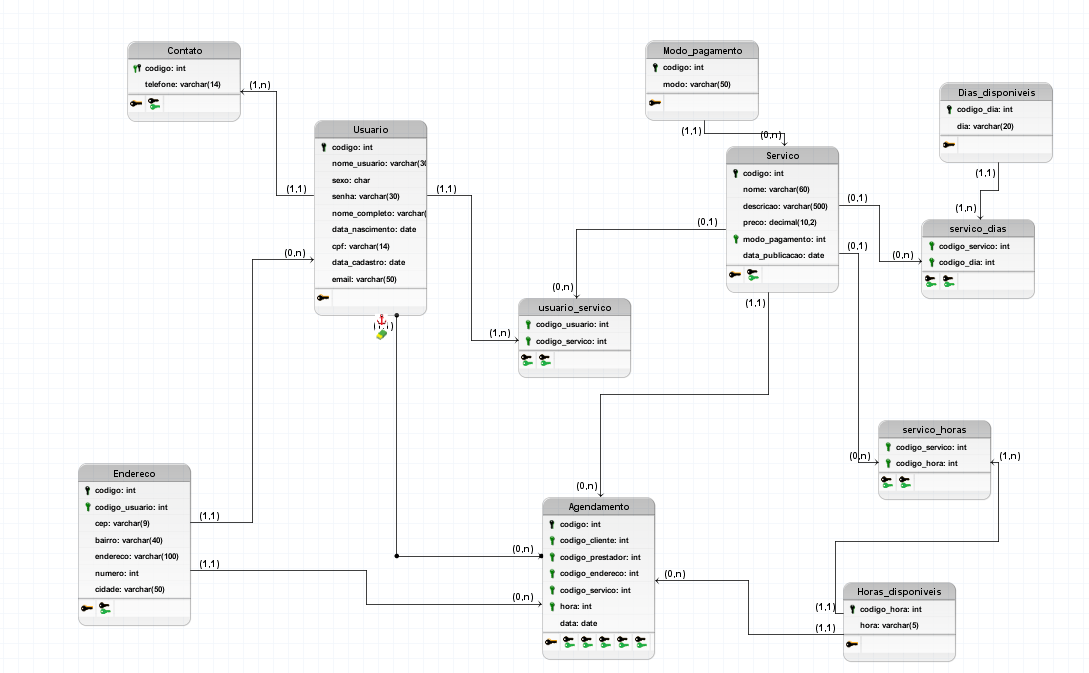 Contato
codigo: int
telefone: varchar(14)
(1,n)
Usuario
codigo: int
nome_usuario: varchar(30
sexo: char
senha: varchar(30)
nome_completo: varchar(
data_nascimento: date
cpf: varchar(14)
data_cadastro: date
email: varchar(50)
(1,1)
(1,1)
(0,n)
Modo_pagamento
codigo: int
modo: varchar(50)
(1,1)
(0,n)
Servico
codigo: int
nome: varchar(60)
descricao: varchar(500)
preco: decimal(10,2)
modo_pagamento: int
data_publicacao: date
(0,1)
(0,1)
(0,1)
(1,1)
Dias_disponiveis
codigo_dia: int
dia: varchar(20)
(1,1)
(1,n)
servico_dias
codigo_servico: int
codigo_dia: int
(0,n)
(0,n)
usuario_servico
codigo_usuario: int
codigo_servico: int
(1,n)
servico_horas
codigo_servico: int
codigo_hora: int
(0,n)
(1,n)
Endereco
codigo: int
codigo_usuario: int
cep: varchar(9)
bairro: varchar(40)
endereco: varchar(100)
numero: int
cidade: varchar(50)
(1,1)
(1,1)
(0,n)
Agendamento
codigo: int
codigo_cliente: int
codigo_prestador: int
codigo_endereco: int
codigo_servico: int
hora: int
data: date
(0,n)
(0,n)
(0,n)
Horas_disponiveis
codigo_hora: int
hora: varchar(5)
(1,1)
(1,1)